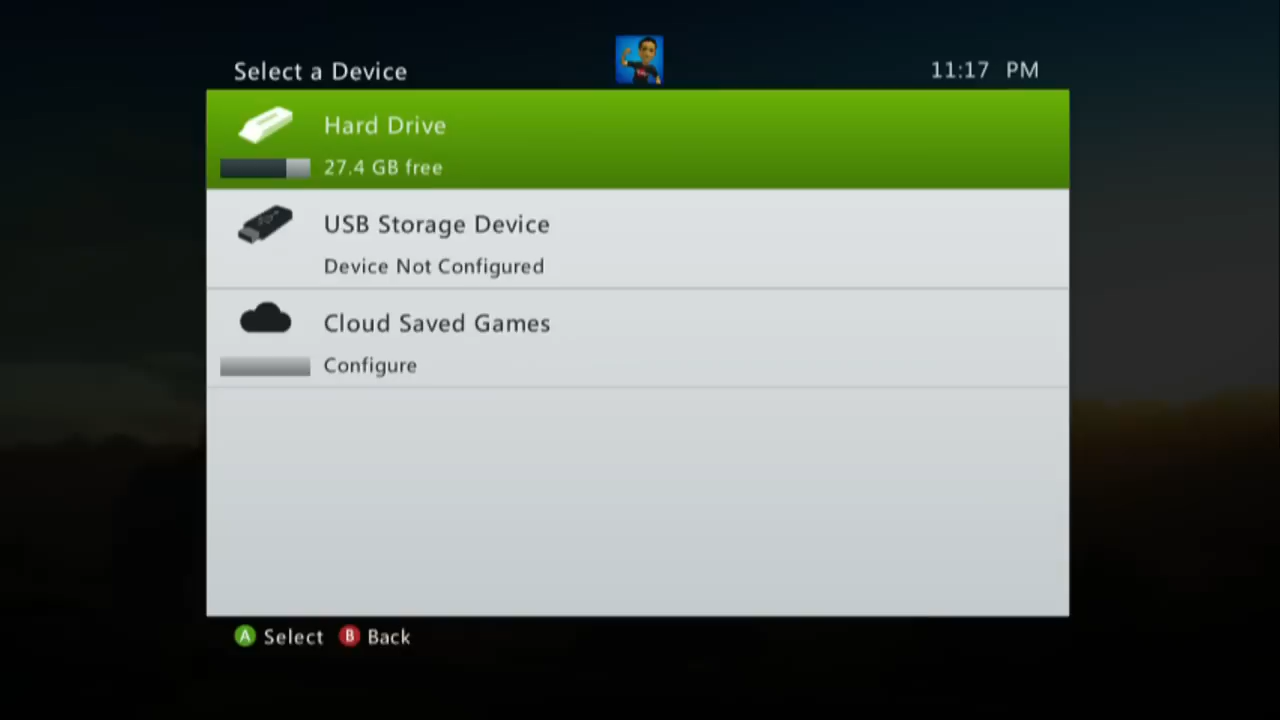 Select a Device
11:17 PM
Hard Drive
27.4 GB free
USB Storage Device
Device Not Configured
Cloud Saved Games
Configure
A Select B Back